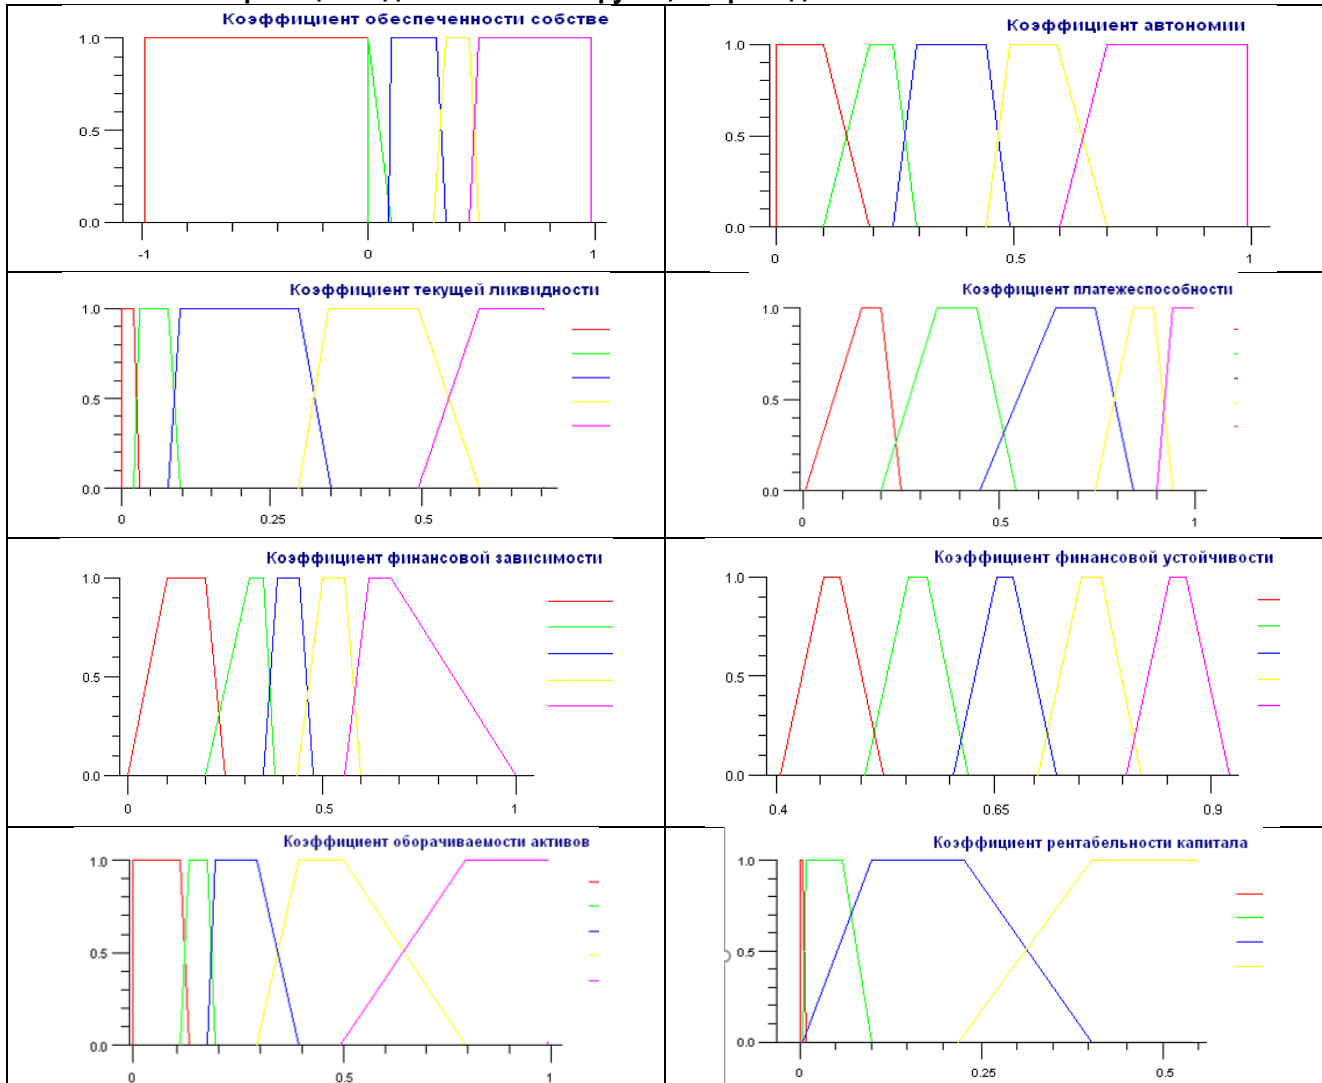 Коэффициент обеспеченности собстве
1.0
0.5
0.0
-1 0 1
Коэффициент автономии
1.0
0.5
0.0
0 0.5 1
Коэффициент текущей ликвидности
1.0
0.5
0.0
0 0.25 0.5
Коэффициент платежеспособности
1.0
0.5
0.0
0 0.5 1
Коэффициент финансовой зависимости
1.0
0.5
0.0
0 0.5 1
Коэффициент финансовой устойчивости
1.0
0.5
0.0
0.4 0.65 0.9
Коэффициент оборачиваемости активов
1.0
0.5
0.0
0 0.5 1
Коэффициент рентабельности капитала
1.0
0.5
0.0
0 0.25 0.5